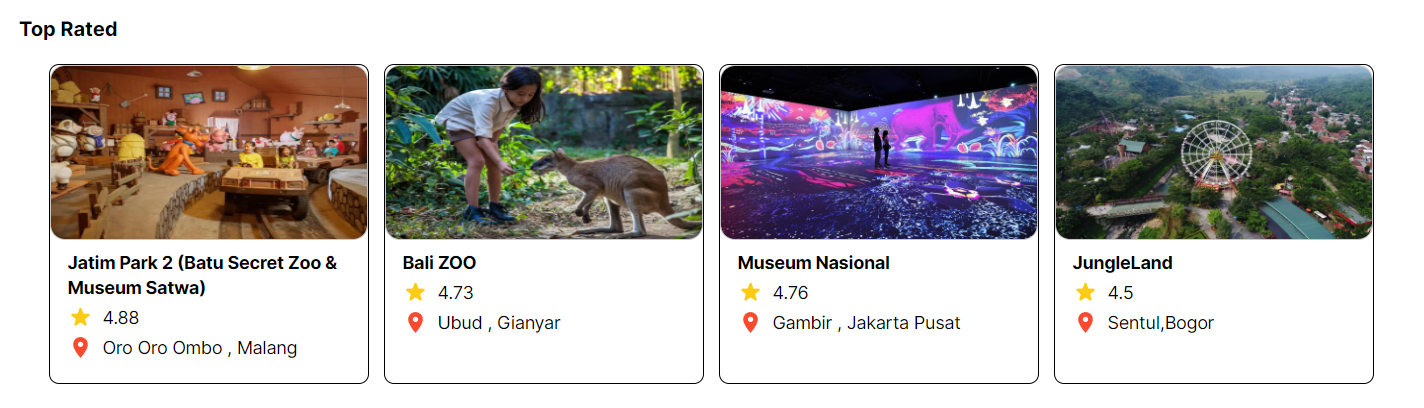 Top Rated
Jatim Park 2 (Batu Secret Zoo &
Museum Satwa)
4.88
Oro Oro Ombo , Malang
Bali ZOO
4.73
Ubud , Gianyar
Museum Nasional
4.76
Gambir , Jakarta Pusat
JungleLand
4.5
Sentul,Bogor